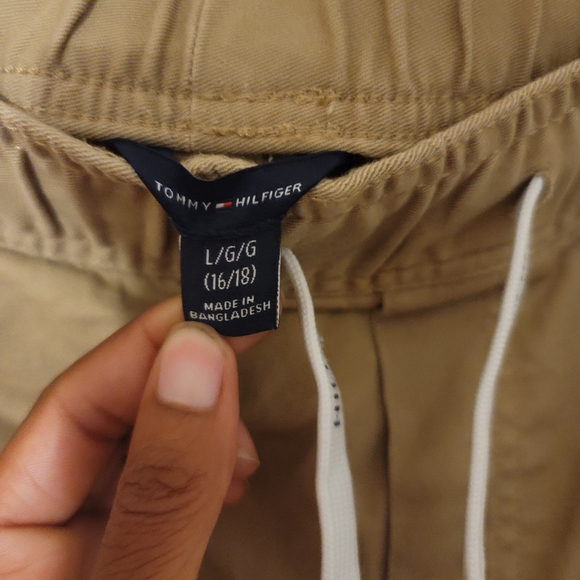 TOMMY HILFIGER
L/G/G
(16/18)
MADE IN
BANGLADESH